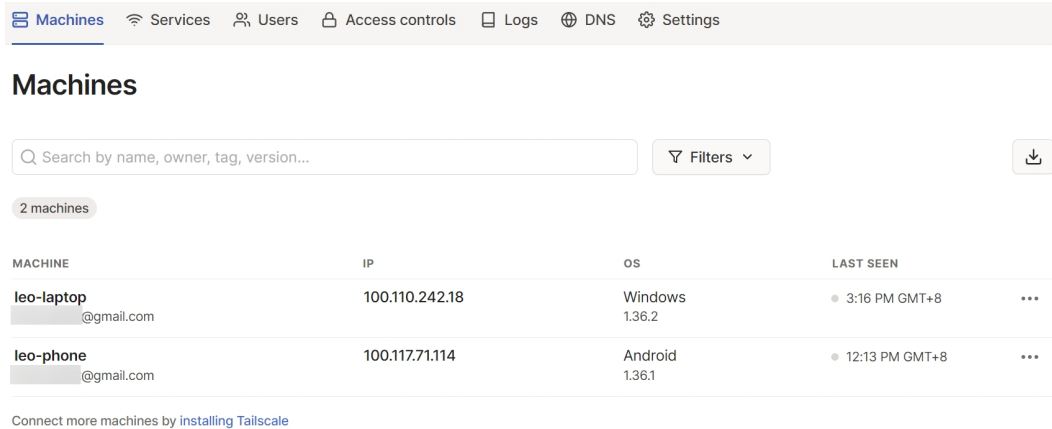 Machines Services Users Access controls Logs DNS Settings
Machines
Search by name, owner, tag, version...
Filters
2 machines
MACHINE IP OS LAST SEEN
leo-laptop 100.110.242.18 Windows 3:16 PM GMT+8
@gmail.com 1.36.2
leo-phone 100.117.71.114 Android 12:13 PM GMT+8
@gmail.com 1.36.1
Connect more machines by installing Tailscale